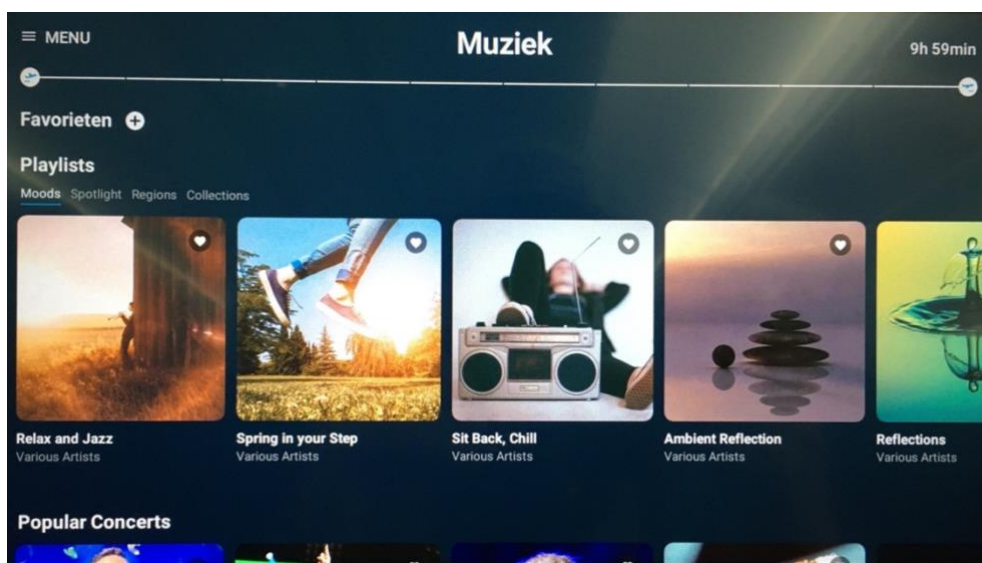 MENU
Muziek
9h 59min
Favorieten
Playlists
Moods Spotlight Regions Collections
Relax and Jazz
Various Artists
Spring in your Step
Various Artists
Sit Back, Chill
Various Artists
Ambient Reflection
Various Artists
Reflections
Various Artists
Popular Concerts